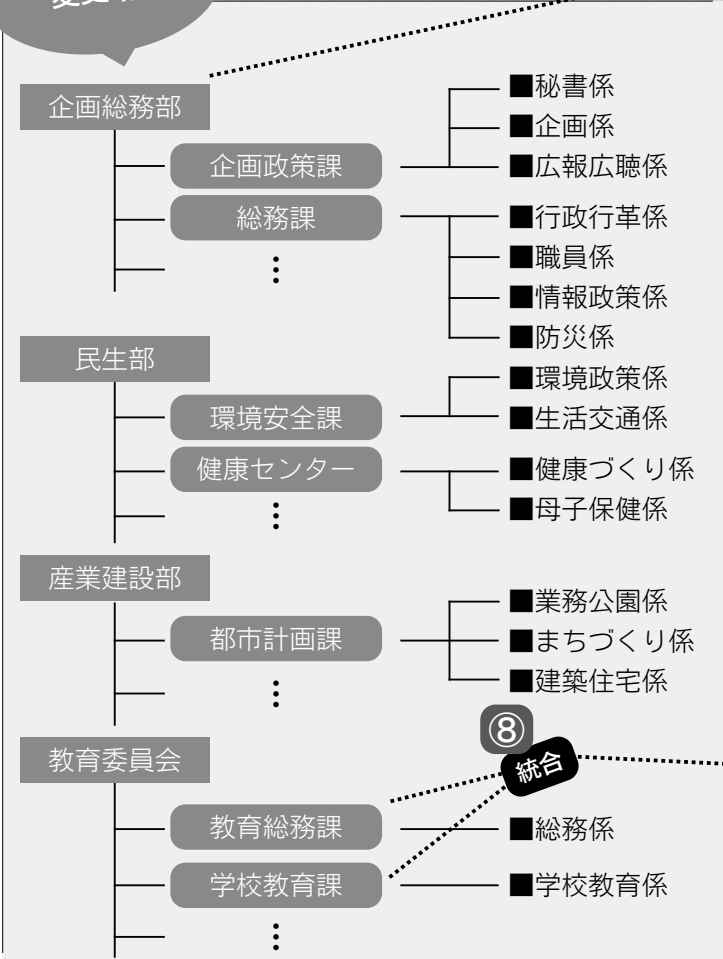 企画総務部
企画政策課
■秘書係
■企画係
■広報広聴係
総務課
■行政行革係
■職員係
■情報政策係
■防災係
⋮
民生部
環境安全課
■環境政策係
■生活交通係
健康センター
■健康づくり係
■母子保健係
⋮
産業建設部
都市計画課
■業務公園係
■まちづくり係
■建築住宅係
⋮
教育委員会
⑧
統合
教育総務課
■総務係
学校教育課
■学校教育係
⋮